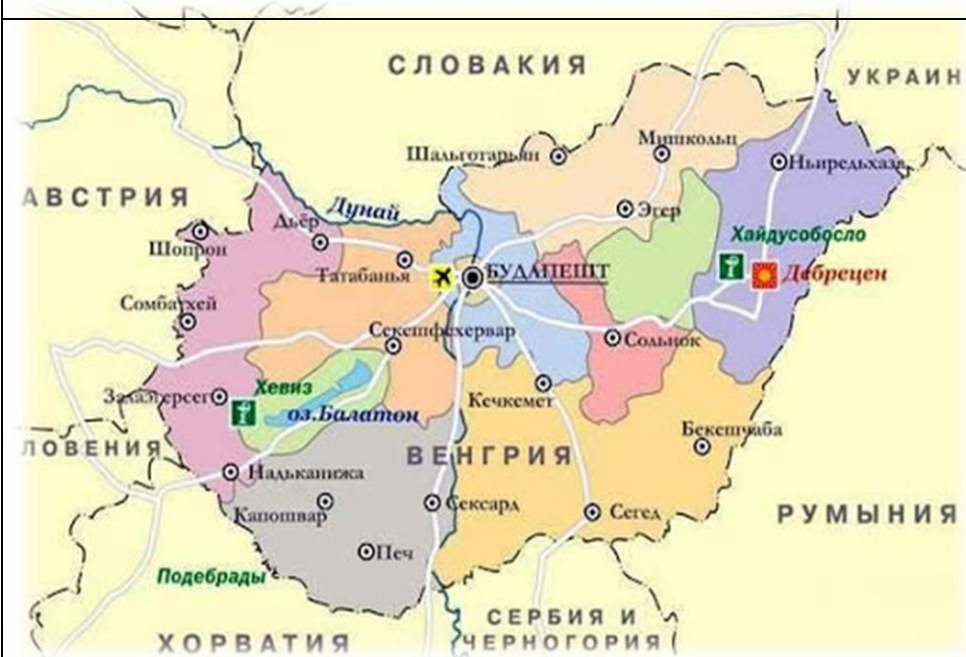 СЛОВАКИЯ
УКРАИН
Мишкольц
Шальготарьян
Ньиредьхаза
АВСТРИЯ
Дунай
Эгер
Дьёр
Хайдусобосло
Шопрон
Татабанья
БУДАПЕШТ
Дебрецен
Сомбатхей
Секешфехервар
Сольнок
Хевиз
Залаэгерсег
оз.Балатон
Кечкемет
Бекешчаба
ЛОВЕНИЯ
ВЕНГРИЯ
Надьканижа
Капошвар
Сексард
Сегед
РУМЫНИЯ
Печ
Подебрады
СЕРБИЯ И
ХОРВАТИЯ
ЧЕРНОГОРИЯ